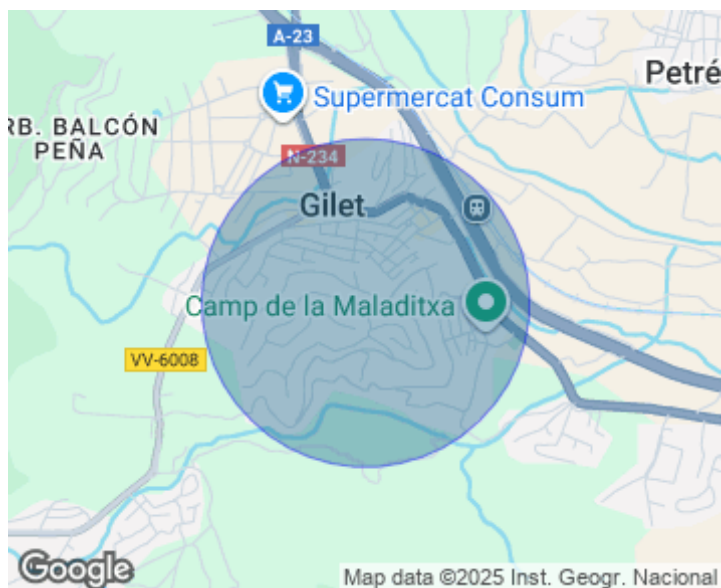 A-23
Petré
Supermercat Consum
RB. BALCÓN
PEÑA
N-234
Gilet
Camp de la Maladitxa
VV-6008
Google
Map data ©2025 Inst. Geogr. Nacional